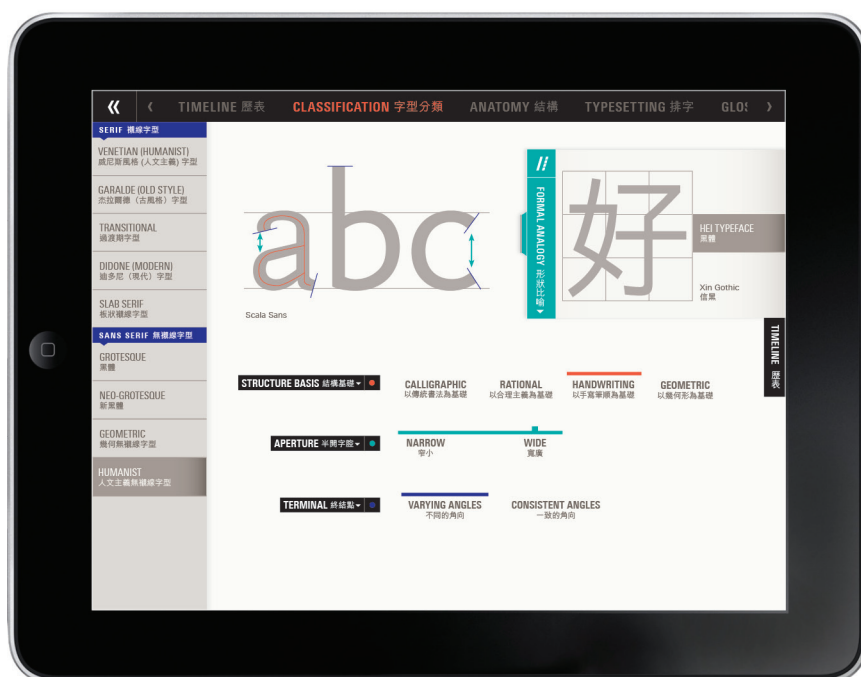 « ‹ TIMELINE 歷表 CLASSIFICATION 字型分類 ANATOMY 結構 TYPESETTING 排字 GLOS ›
SERIF 襯線字型
VENETIAN (HUMANIST)
威尼斯風格 (人文主義) 字型
GARALDE (OLD STYLE)
杰拉爾德（古風格）字型
TRANSITIONAL
過渡期字型
DIDONE (MODERN)
迪多尼（現代）字型
SLAB SERIF
板狀襯線字型
SANS SERIF 無襯線字型
GROTESQUE
黑體
NEO-GROTESQUE
新黑體
GEOMETRIC
幾何無襯線字型
HUMANIST
人文主義無襯線字型
abc
Scala Sans
FORMAL ANALOGY 形狀比喻
好
HEI TYPEFACE
黑體
Xin Gothic
信黑
TIMELINE 歷表
STRUCTURE BASIS 結構基礎
CALLIGRAPHIC
以傳統書法為基礎
RATIONAL
以合理主義為基礎
HANDWRITING
以手寫筆順為基礎
GEOMETRIC
以幾何形為基礎
APERTURE 半開字腔
NARROW
窄小
WIDE
寬廣
TERMINAL 終結點
VARYING ANGLES
不同的角向
CONSISTENT ANGLES
一致的角向